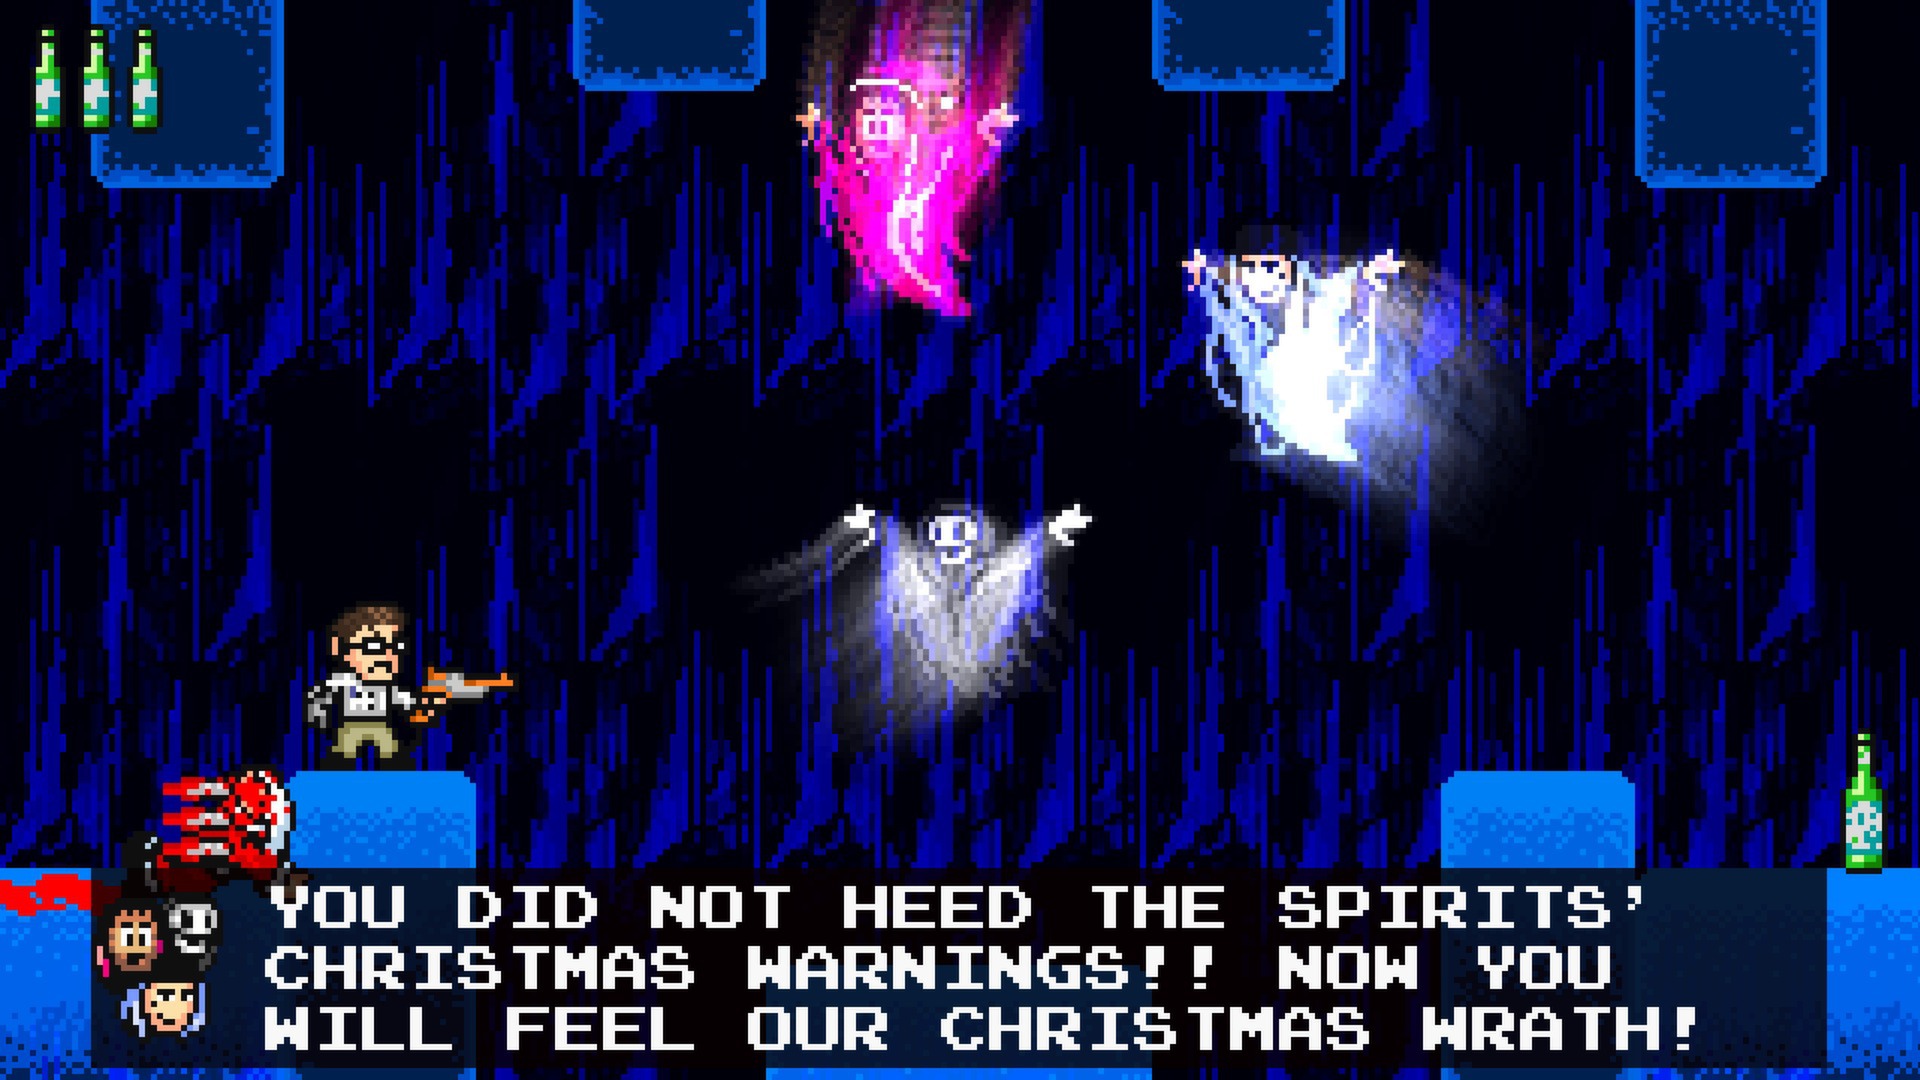 YOU DID NOT HEED THE SPIRITS’
CHRISTMAS WARNINGS!! NOW YOU
WILL FEEL OUR CHRISTMAS WRATH!